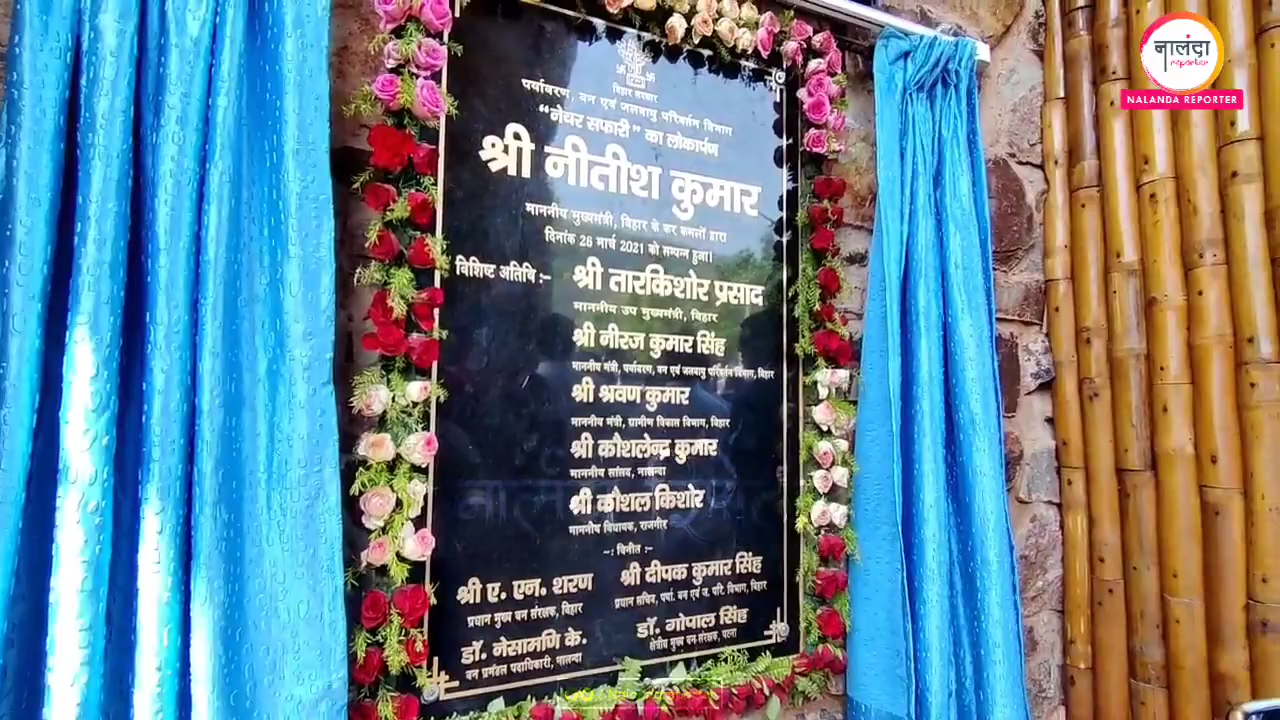 बिहार सरकार
पर्यावरण, वन एवं जलवायु परिवर्तन विभाग
"नेचर सफारी" का लोकार्पण
श्री नीतीश कुमार
माननीय मुख्यमंत्री, बिहार के कर कमलों द्वारा
दिनांक 26 मार्च 2021 को सम्पन्न हुआ।
विशिष्ट अतिथि :– श्री तारकिशोर प्रसाद
माननीय उप मुख्यमंत्री, बिहार
श्री नीरज कुमार सिंह
माननीय मंत्री, पर्यावरण, वन एवं जलवायु परिवर्तन विभाग, बिहार
श्री श्रवण कुमार
माननीय मंत्री, ग्रामीण विकास विभाग, बिहार
श्री कौशलेन्द्र कुमार
माननीय सांसद, नालन्दा
श्री कौशल किशोर
माननीय विधायक, राजगीर
–: विनीत :–
श्री ए. एन. शरण
प्रधान मुख्य वन संरक्षक, बिहार
श्री दीपक कुमार सिंह
प्रधान सचिव, पर्या. वन एवं ज. परि. विभाग, बिहार
डॉ. नेसामणि के.
वन प्रमंडल पदाधिकारी, नालन्दा
डॉ. गोपाल सिंह
क्षेत्रीय मुख्य वन संरक्षक, पटना
नालंदा
reporter
NALANDA REPORTER